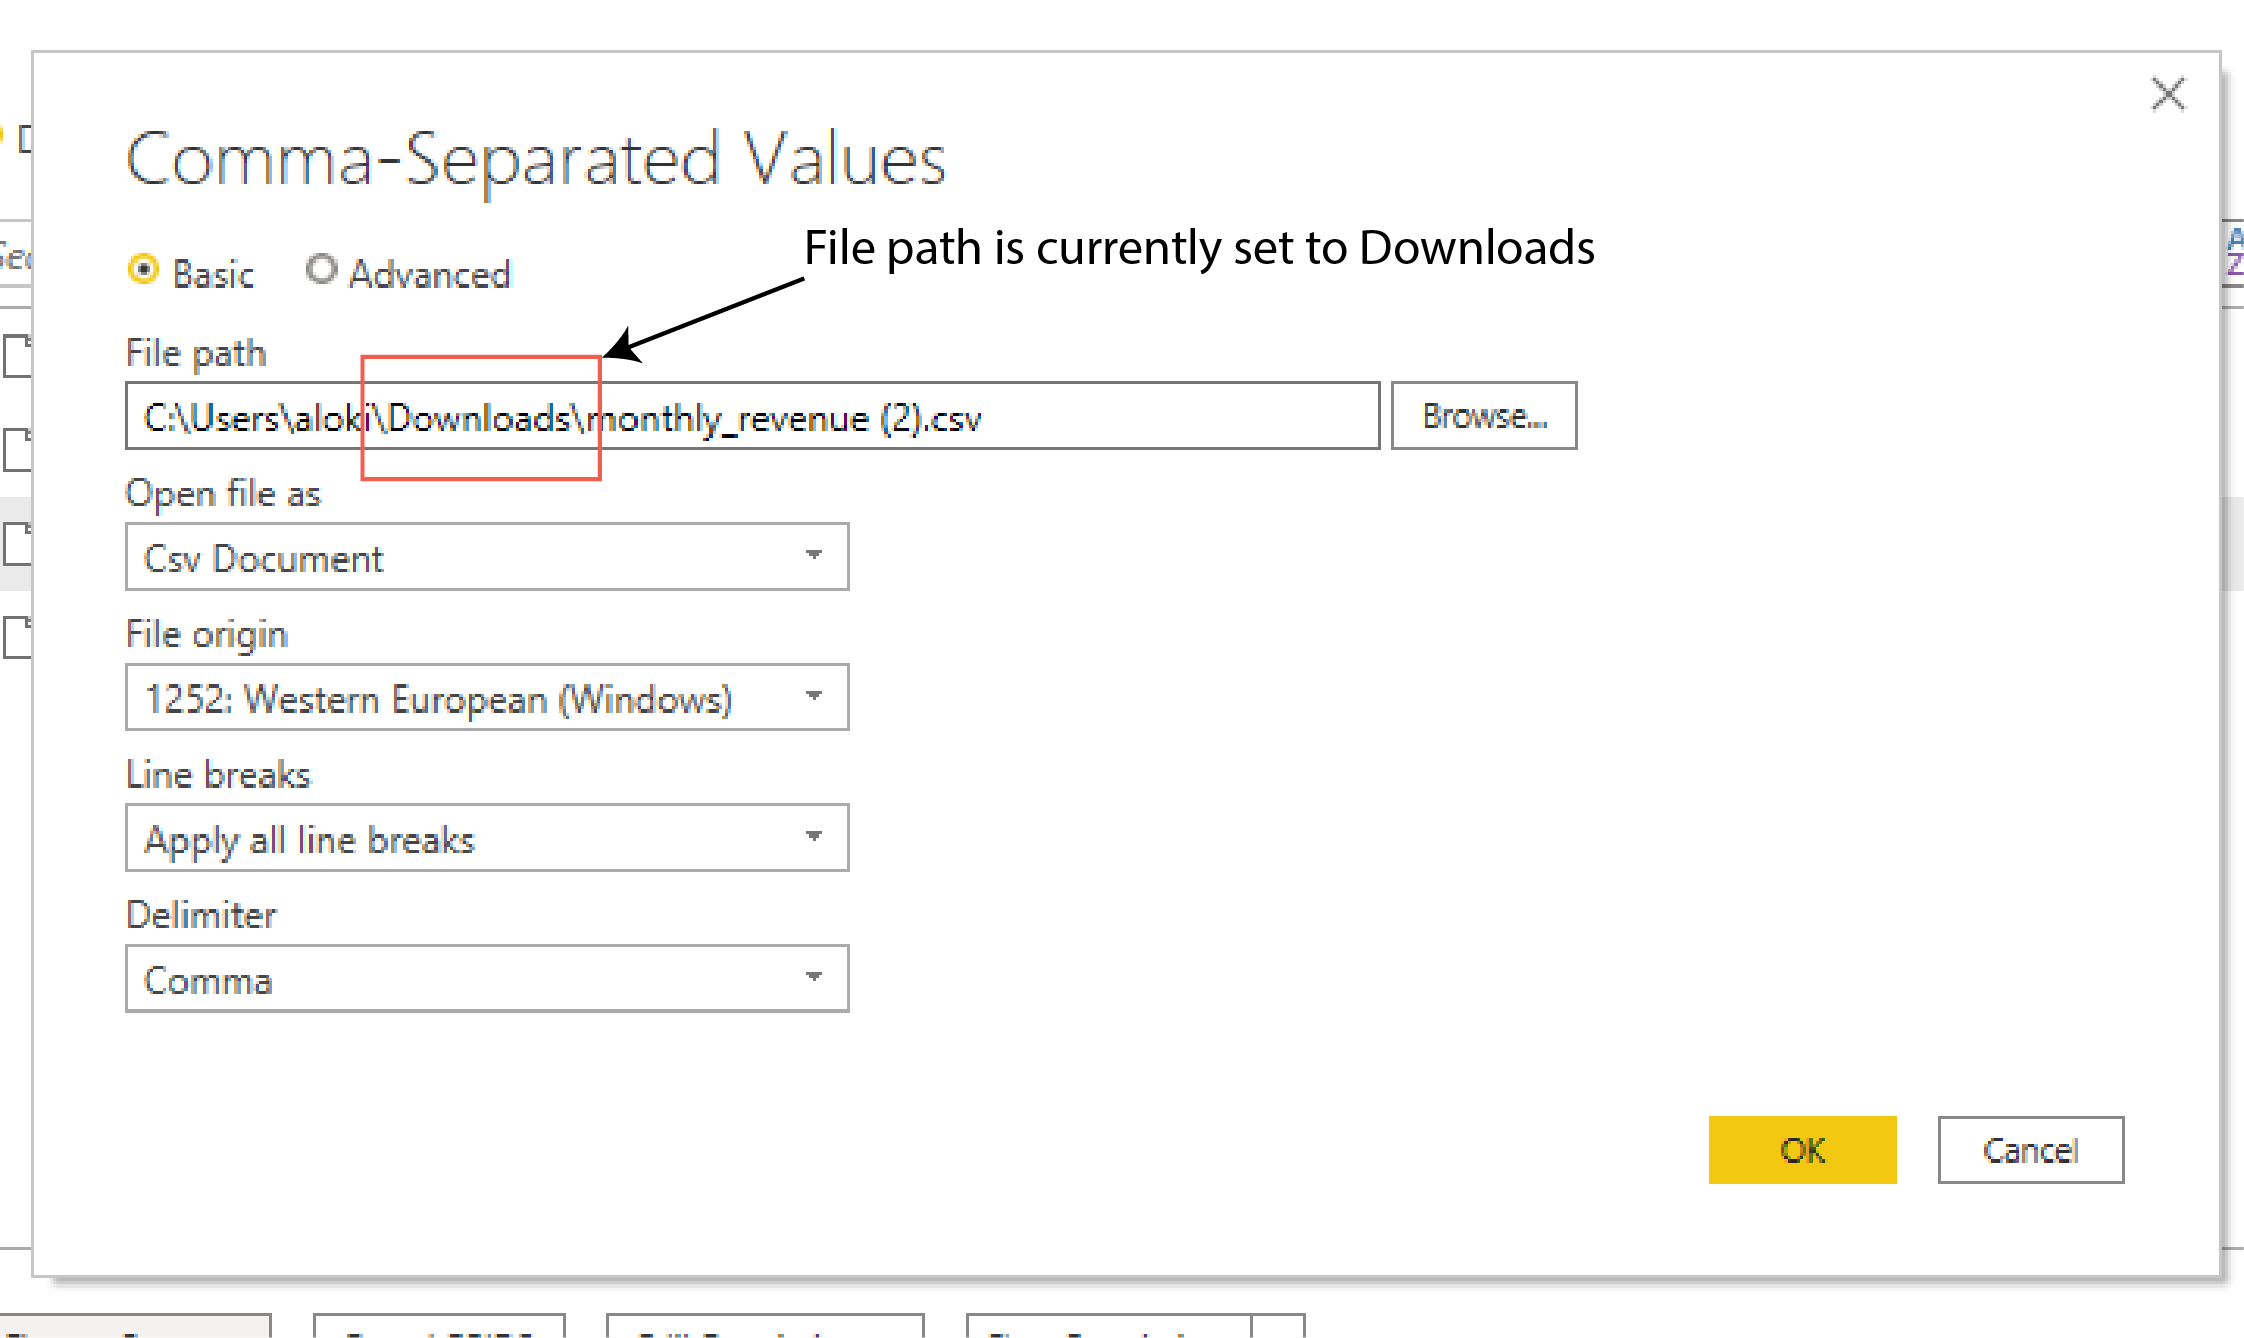 Comma-Separated Values
File path is currently set to Downloads
Basic Advanced
File path
C:\Users\aloki\Downloads\monthly_revenue (2).csv Browse...
Open file as
Csv Document
File origin
1252: Western European (Windows)
Line breaks
Apply all line breaks
Delimiter
Comma
OK Cancel